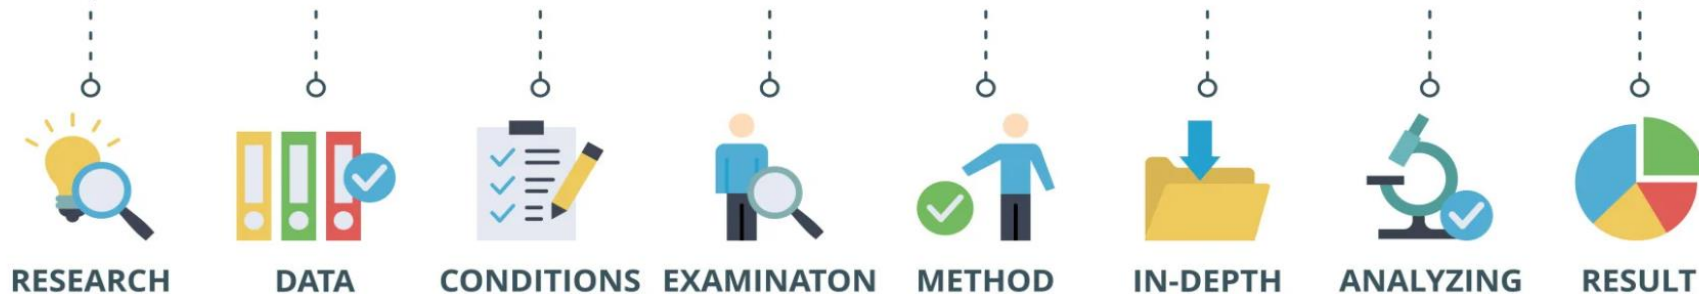 RESEARCH DATA CONDITIONS EXAMINATON METHOD IN-DEPTH ANALYZING RESULT